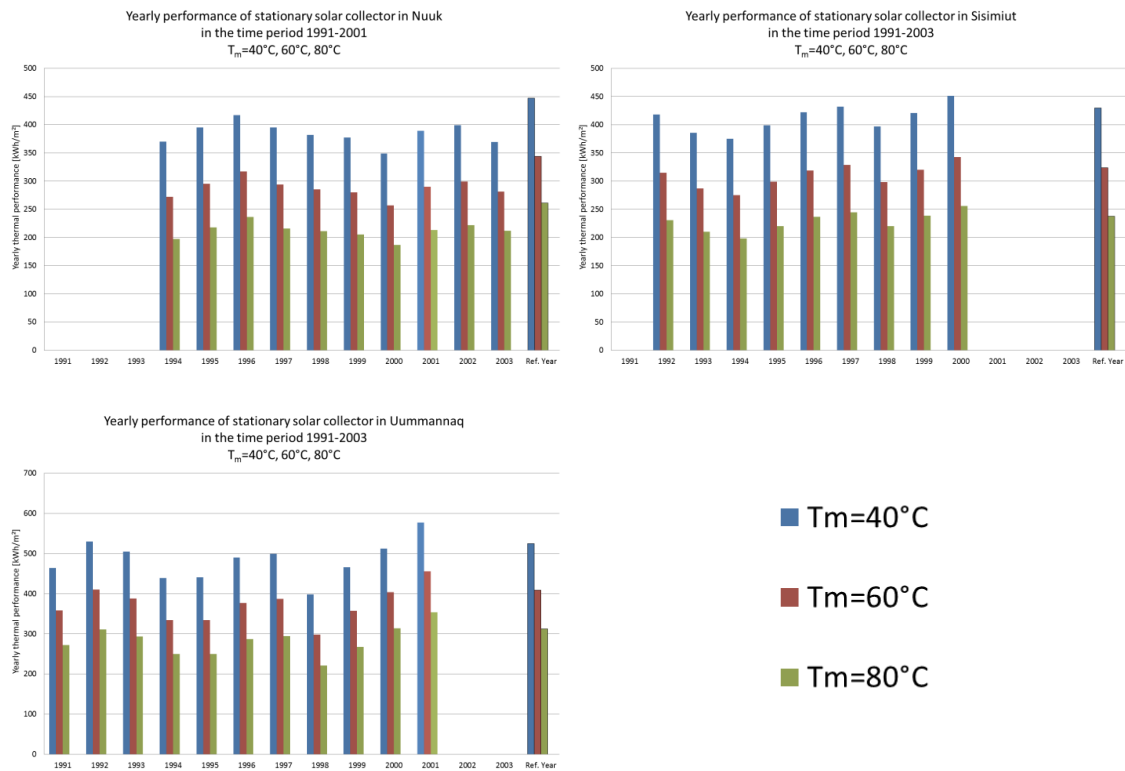 Yearly performance of stationary solar collector in Nuuk
in the time period 1991-2001
Tm=40°C, 60°C, 80°C
Yearly thermal performance [kWh/m²]
500
450
400
350
300
250
200
150
100
50
0
1991 1992 1993 1994 1995 1996 1997 1998 1999 2000 2001 2002 2003 Ref. Year
Yearly performance of stationary solar collector in Sisimiut
in the time period 1991-2003
Tm=40°C, 60°C, 80°C
Yearly thermal performance [kWh/m²]
500
450
400
350
300
250
200
150
100
50
0
1991 1992 1993 1994 1995 1996 1997 1998 1999 2000 2001 2002 2003 Ref. Year
Yearly performance of stationary solar collector in Uummannaq
in the time period 1991-2003
Tm=40°C, 60°C, 80°C
Yearly thermal performance [kWh/m²]
700
600
500
400
300
200
100
0
1991 1992 1993 1994 1995 1996 1997 1998 1999 2000 2001 2002 2003 Ref. Year
Tm=40°C
Tm=60°C
Tm=80°C